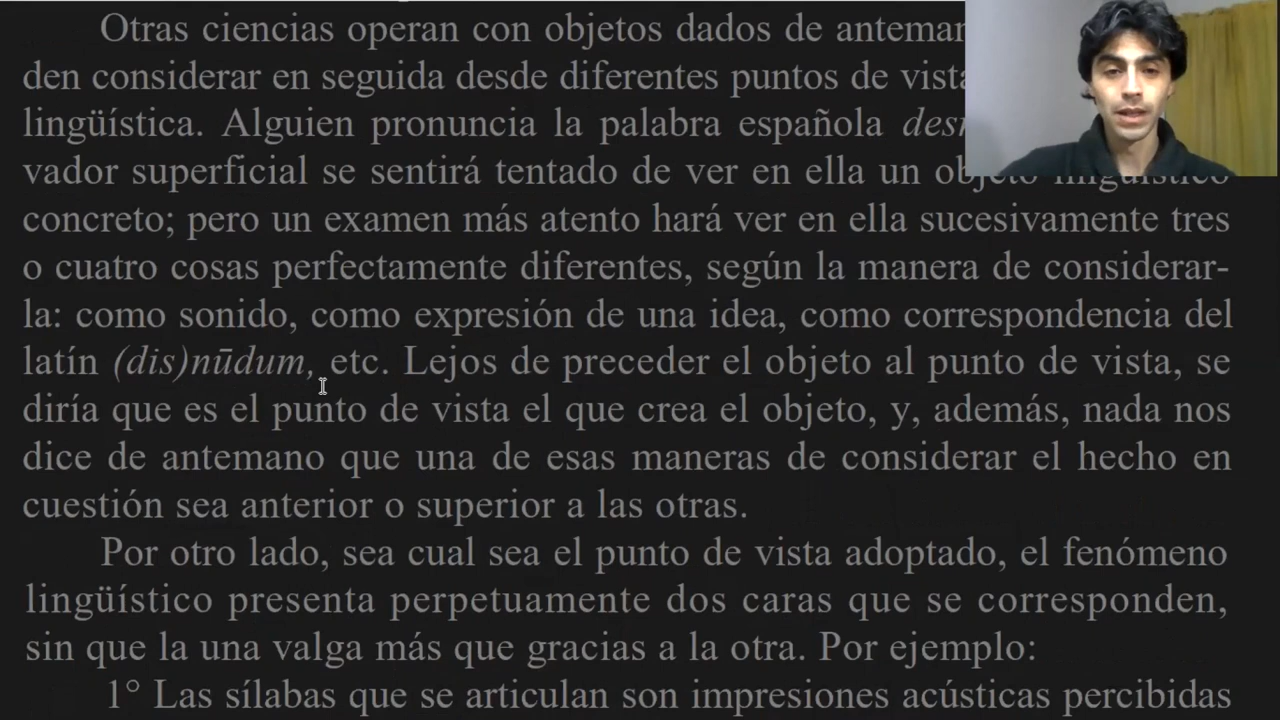 Otras ciencias operan con objetos dados de
den considerar en seguida desde diferentes puntos de vista
lingüística. Alguien pronuncia la palabra española
vador superficial se sentirá tentado de ver en ella un objeto lingüístico
concreto; pero un examen más atento hará ver en ella sucesivamente tres
o cuatro cosas perfectamente diferentes, según la manera de considerar-
la: como sonido, como expresión de una idea, como correspondencia del
latín (dis)nūdum, etc. Lejos de preceder el objeto al punto de vista, se
diría que es el punto de vista el que crea el objeto, y, además, nada nos
dice de antemano que una de esas maneras de considerar el hecho en
cuestión sea anterior o superior a las otras.
Por otro lado, sea cual sea el punto de vista adoptado, el fenómeno
lingüístico presenta perpetuamente dos caras que se corresponden,
sin que la una valga más que gracias a la otra. Por ejemplo:
1° Las sílabas que se articulan son impresiones acústicas percibidas